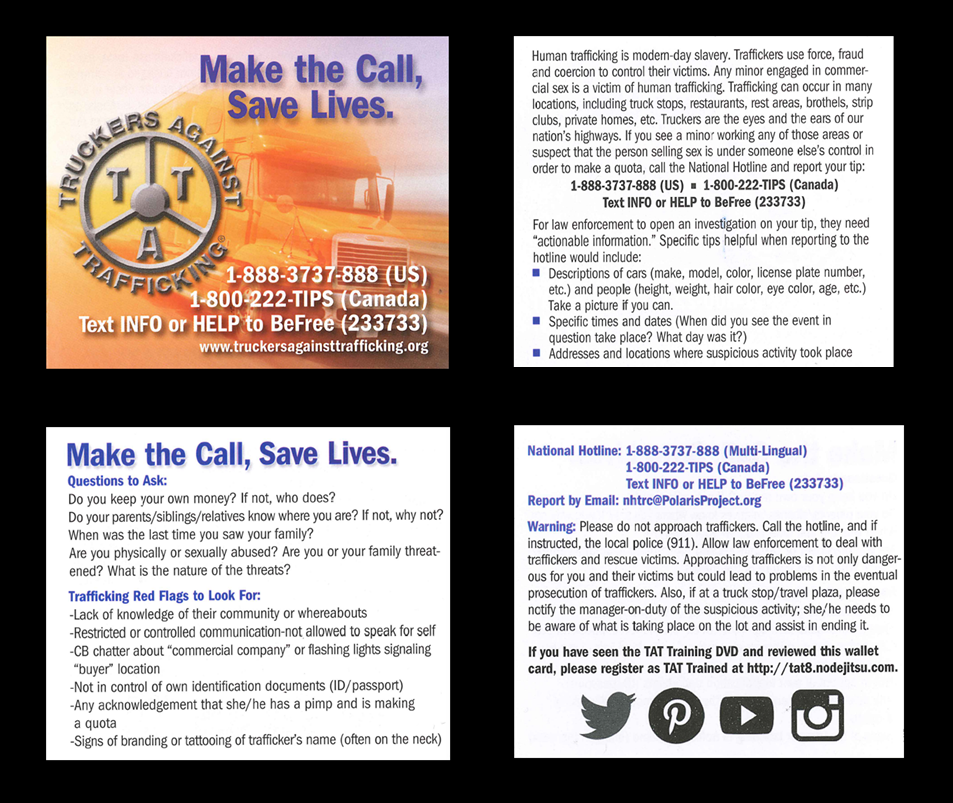 Make the Call,
Save Lives.
TRUCKERS AGAINST
T T
A
TRAFFICKING®
1-888-3737-888 (US)
1-800-222-TIPS (Canada)
Text INFO or HELP to BeFree (233733)
www.truckersagainsttrafficking.org
Human trafficking is modern-day slavery. Traffickers use force, fraud
and coercion to control their victims. Any minor engaged in commer-
cial sex is a victim of human trafficking. Trafficking can occur in many
locations, including truck stops, restaurants, rest areas, brothels, strip
clubs, private homes, etc. Truckers are the eyes and the ears of our
nation's highways. If you see a minor working any of those areas or
suspect that the person selling sex is under someone else's control in
order to make a quota, call the National Hotline and report your tip:
1-888-3737-888 (US) ▪ 1-800-222-TIPS (Canada)
Text INFO or HELP to BeFree (233733)
For law enforcement to open an investigation on your tip, they need
“actionable information.” Specific tips helpful when reporting to the
hotline would include:
▪ Descriptions of cars (make, model, color, license plate number,
etc.) and people (height, weight, hair color, eye color, age, etc.)
Take a picture if you can.
▪ Specific times and dates (When did you see the event in
question take place? What day was it?)
▪ Addresses and locations where suspicious activity took place
Make the Call, Save Lives.
Questions to Ask:
Do you keep your own money? If not, who does?
Do your parents/siblings/relatives know where you are? If not, why not?
When was the last time you saw your family?
Are you physically or sexually abused? Are you or your family threat-
ened? What is the nature of the threats?
Trafficking Red Flags to Look For:
-Lack of knowledge of their community or whereabouts
-Restricted or controlled communication-not allowed to speak for self
-CB chatter about “commercial company” or flashing lights signaling
“buyer” location
-Not in control of own identification documents (ID/passport)
-Any acknowledgement that she/he has a pimp and is making
a quota
-Signs of branding or tattooing of trafficker's name (often on the neck)
National Hotline: 1-888-3737-888 (Multi-Lingual)
1-800-222-TIPS (Canada)
Text INFO or HELP to BeFree (233733)
Report by Email: nhtrc@PolarisProject.org
Warning: Please do not approach traffickers. Call the hotline, and if
instructed, the local police (911). Allow law enforcement to deal with
traffickers and rescue victims. Approaching traffickers is not only danger-
ous for you and their victims but could lead to problems in the eventual
prosecution of traffickers. Also, if at a truck stop/travel plaza, please
notify the manager-on-duty of the suspicious activity; she/he needs to
be aware of what is taking place on the lot and assist in ending it.
If you have seen the TAT Training DVD and reviewed this wallet
card, please register as TAT Trained at http://tat8.nodejitsu.com.